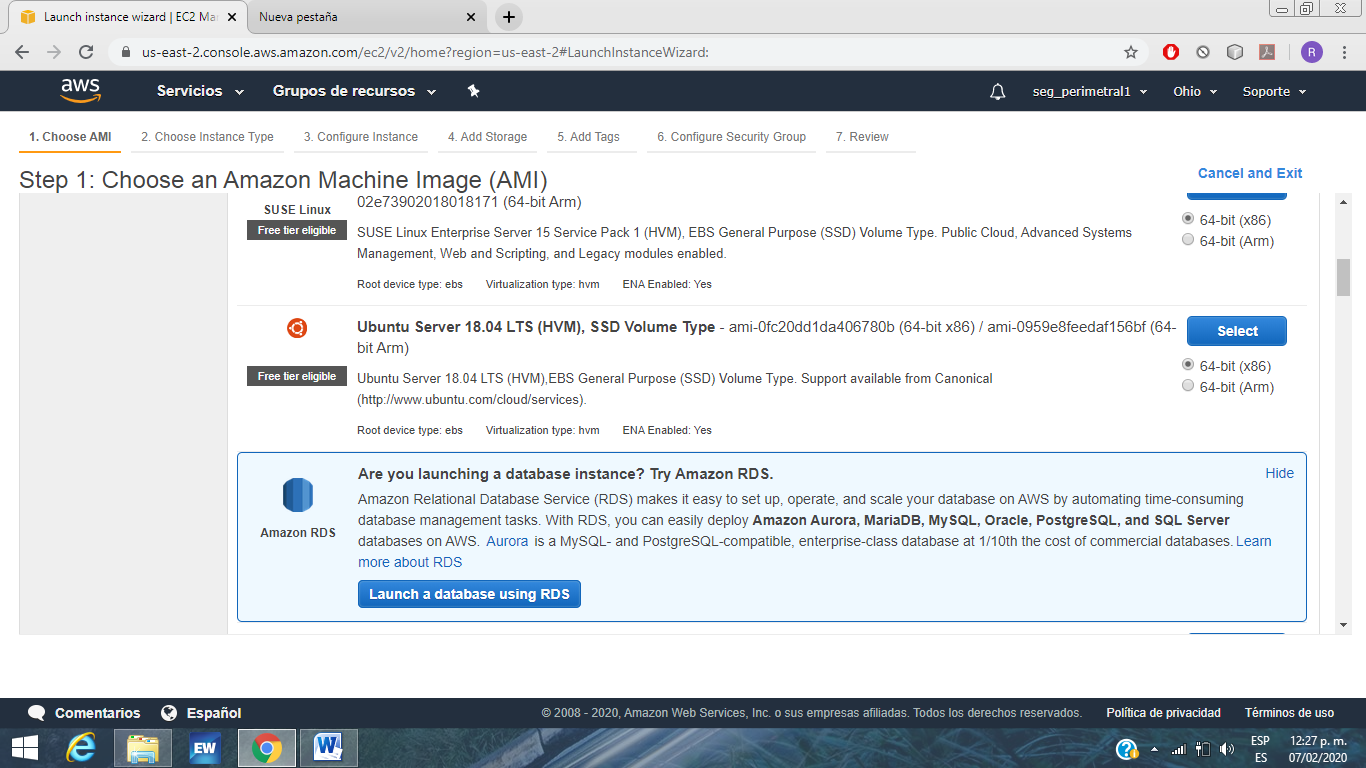 Launch instance wizard | EC2 Mar
Nueva pestaña
us-east-2.console.aws.amazon.com/ec2/v2/home?region=us-east-2#LaunchInstanceWizard:
R
aws
Servicios
Grupos de recursos
seg_perimetral1
Ohio
Soporte
1. Choose AMI
2. Choose Instance Type
3. Configure Instance
4. Add Storage
5. Add Tags
6. Configure Security Group
7. Review
Step 1: Choose an Amazon Machine Image (AMI)
Cancel and Exit
SUSE Linux
Free tier eligible
02e73902018018171 (64-bit Arm)
SUSE Linux Enterprise Server 15 Service Pack 1 (HVM), EBS General Purpose (SSD) Volume Type. Public Cloud, Advanced Systems
Management, Web and Scripting, and Legacy modules enabled.
Root device type: ebs
Virtualization type: hvm
ENA Enabled: Yes
64-bit (x86)
64-bit (Arm)
Ubuntu Server 18.04 LTS (HVM), SSD Volume Type - ami-0fc20dd1da406780b (64-bit x86) / ami-0959e8feedaf156bf (64-
bit Arm)
Free tier eligible
Ubuntu Server 18.04 LTS (HVM),EBS General Purpose (SSD) Volume Type. Support available from Canonical
(http://www.ubuntu.com/cloud/services).
Root device type: ebs
Virtualization type: hvm
ENA Enabled: Yes
Select
64-bit (x86)
64-bit (Arm)
Amazon RDS
Are you launching a database instance? Try Amazon RDS.
Hide
Amazon Relational Database Service (RDS) makes it easy to set up, operate, and scale your database on AWS by automating time-consuming
database management tasks. With RDS, you can easily deploy Amazon Aurora, MariaDB, MySQL, Oracle, PostgreSQL, and SQL Server
databases on AWS. Aurora is a MySQL- and PostgreSQL-compatible, enterprise-class database at 1/10th the cost of commercial databases. Learn
more about RDS
Launch a database using RDS
Comentarios
Español
© 2008 - 2020, Amazon Web Services, Inc. o sus empresas afiliadas. Todos los derechos reservados.
Política de privacidad
Términos de uso
EW
ESP
ES
12:27 p. m.
07/02/2020